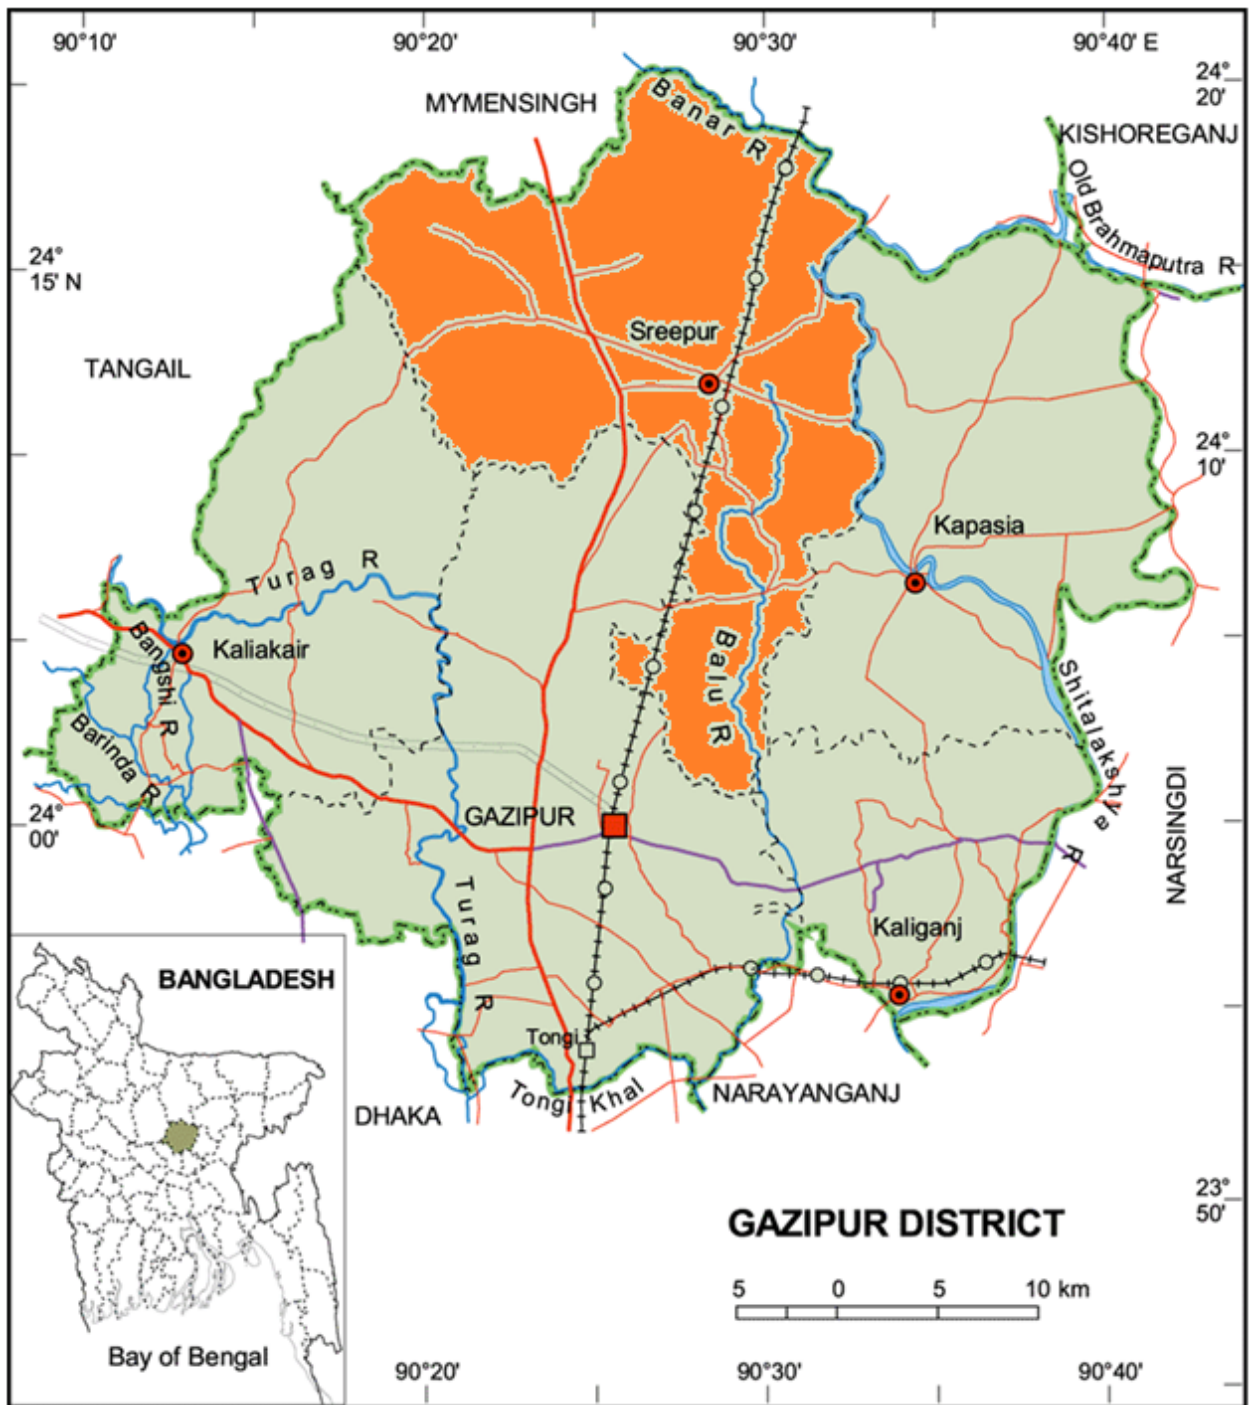 90°10'
90°20'
90°30'
90°40' E
24°
20'
MYMENSINGH
Banar R
KISHOREGANJ
Old Brahmaputra R
24°
15' N
Sreepur
TANGAIL
24°
10'
Kapasia
Turag R
Kaliakair
Bangshi R
Balu R
Shitalakshya R
Barinda R
NARSINGDI
24°
00'
GAZIPUR
Turag R
Kaliganj
BANGLADESH
Tongi
Tongi Khal
NARAYANGANJ
DHAKA
23°
50'
GAZIPUR DISTRICT
5 0 5 10 km
Bay of Bengal
90°20'
90°30'
90°40'